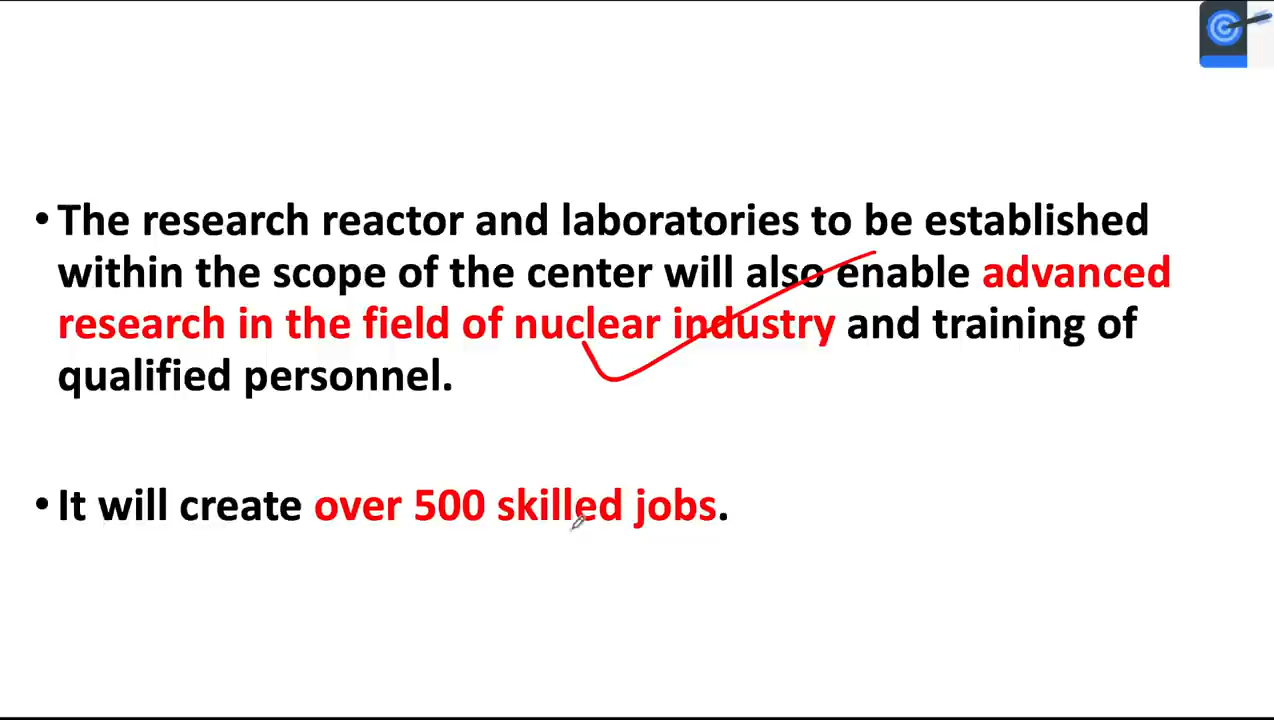 • The research reactor and laboratories to be established
within the scope of the center will also enable advanced
research in the field of nuclear industry and training of
qualified personnel.
• It will create over 500 skilled jobs.